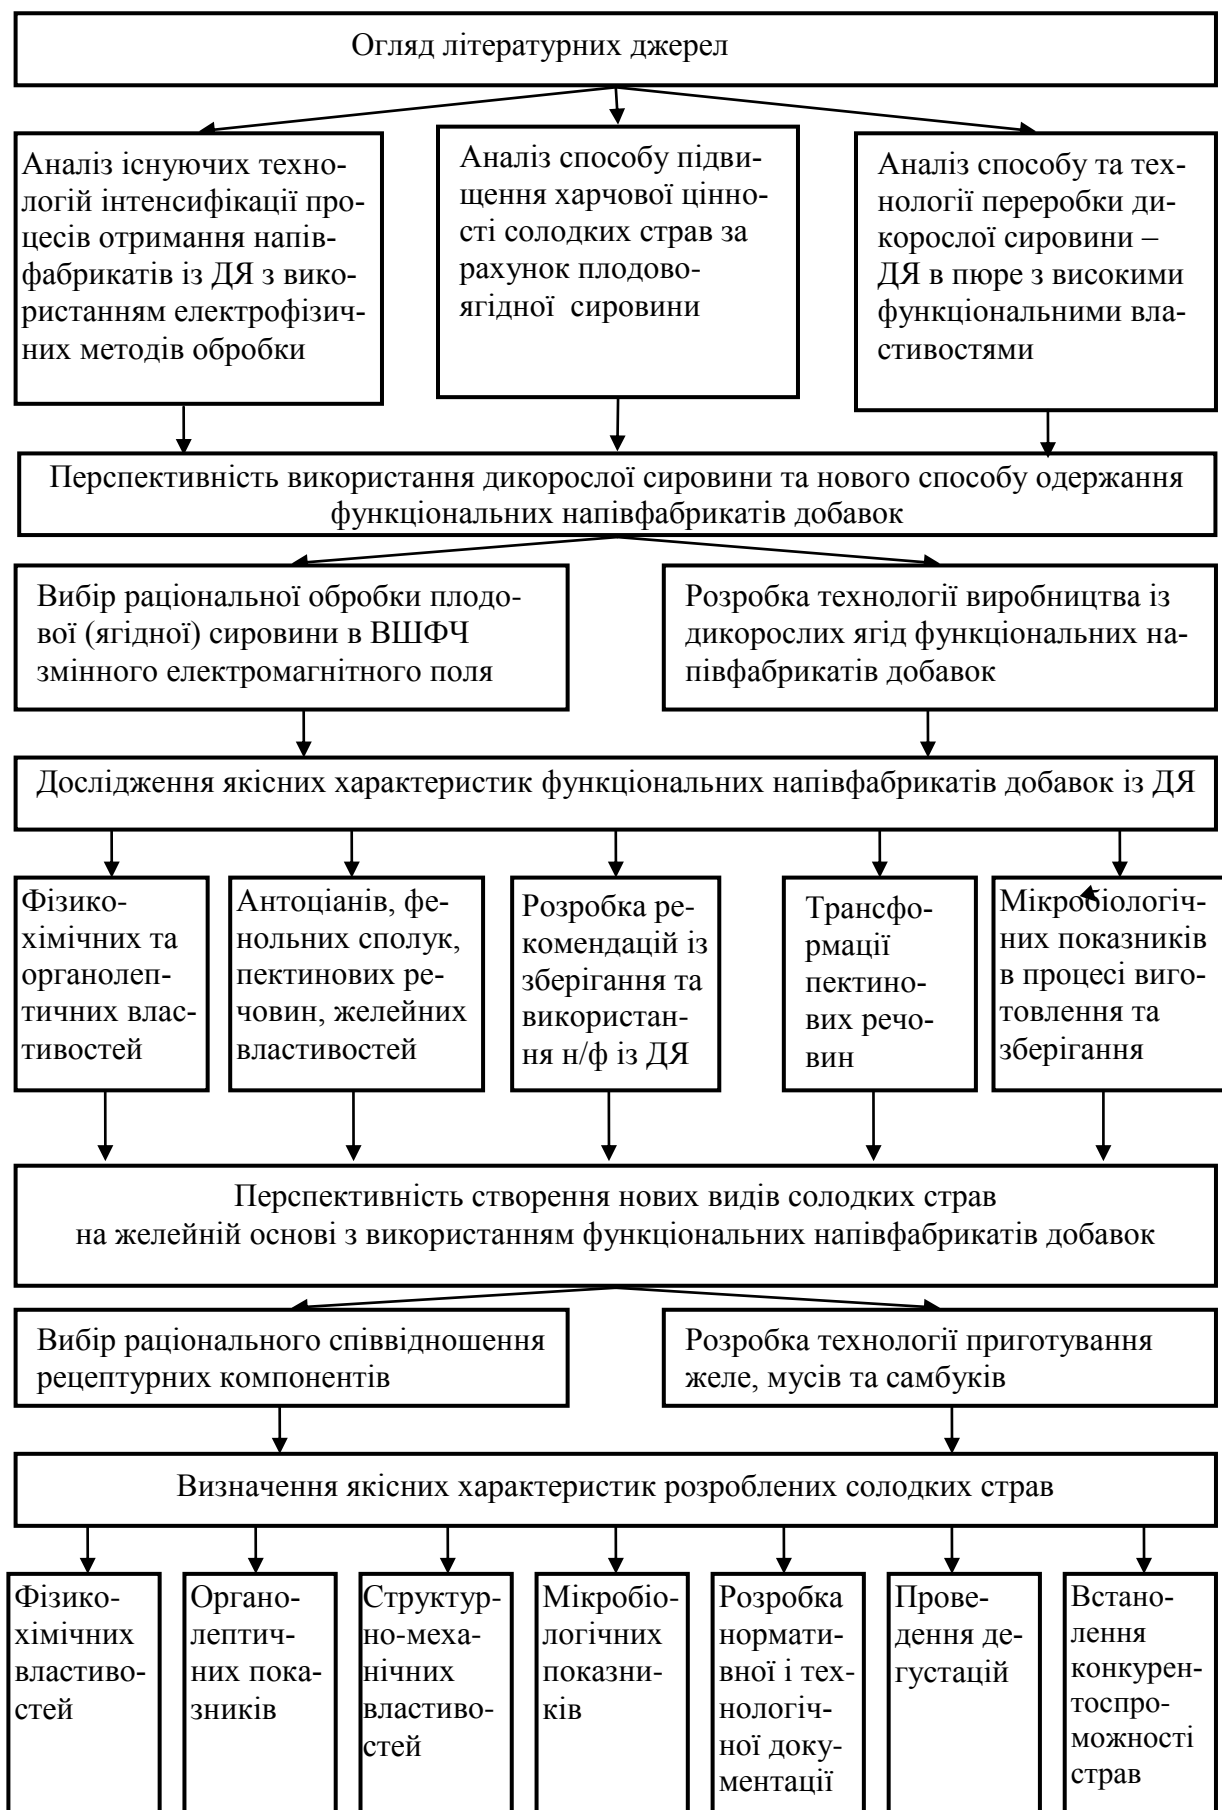 Огляд літературних джерел
Аналіз існуючих техно-
логій інтенсифікації про-
цесів отримання напів-
фабрикатів із ДЯ з вико-
ристанням електрофізич-
них методів обробки
Аналіз способу підви-
щення харчової цінно-
сті солодких страв за
рахунок плодово-
ягідної сировини
Аналіз способу та тех-
нології переробки ди-
корослої сировини –
ДЯ в пюре з високими
функціональними вла-
стивостями
Перспективність використання дикорослої сировини та нового способу одержання
функціональних напівфабрикатів добавок
Вибір раціональної обробки плодо-
вої (ягідної) сировини в ВШФЧ
змінного електромагнітного поля
Розробка технології виробництва із
дикорослих ягід функціональних на-
півфабрикатів добавок
Дослідження якісних характеристик функціональних напівфабрикатів добавок із ДЯ
Фізико-
хімічних та
органолеп-
тичних влас-
тивостей
Антоціанів, фе-
нольних сполук,
пектинових ре-
човин, желейних
властивостей
Розробка ре-
комендацій із
зберігання та
використан-
ня н/ф із ДЯ
Трансфо-
рмації
пектино-
вих речо-
вин
Мікробіологіч-
них показників
в процесі виго-
товлення та
зберігання
Перспективність створення нових видів солодких страв
на желейній основі з використанням функціональних напівфабрикатів добавок
Вибір раціонального співвідношення
рецептурних компонентів
Розробка технології приготування
желе, мусів та самбуків
Визначення якісних характеристик розроблених солодких страв
Фізико-
хімічних
властиво-
стей
Органо-
лептич-
них пока-
зників
Структур-
но-меха-
нічних
властиво-
стей
Мікробіо-
логічних
показни-
ків
Розробка
нормати-
вної і тех-
нологіч-
ної доку-
ментації
Прове-
дення де-
густацій
Встано-
лення
конкурен-
тоспро-
можності
страв